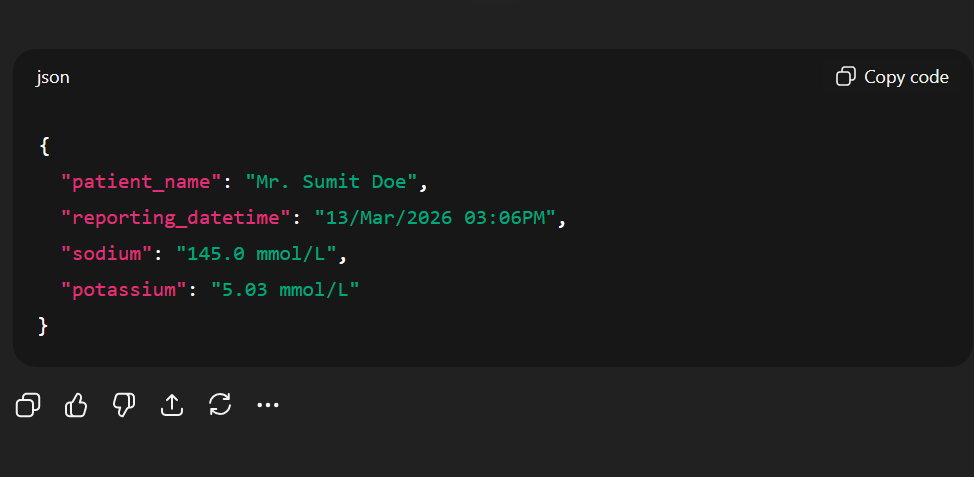 json
Copy code
{
"patient_name": "Mr. Sumit Doe",
"reporting_datetime": "13/Mar/2026 03:06PM",
"sodium": "145.0 mmol/L",
"potassium": "5.03 mmol/L"
}